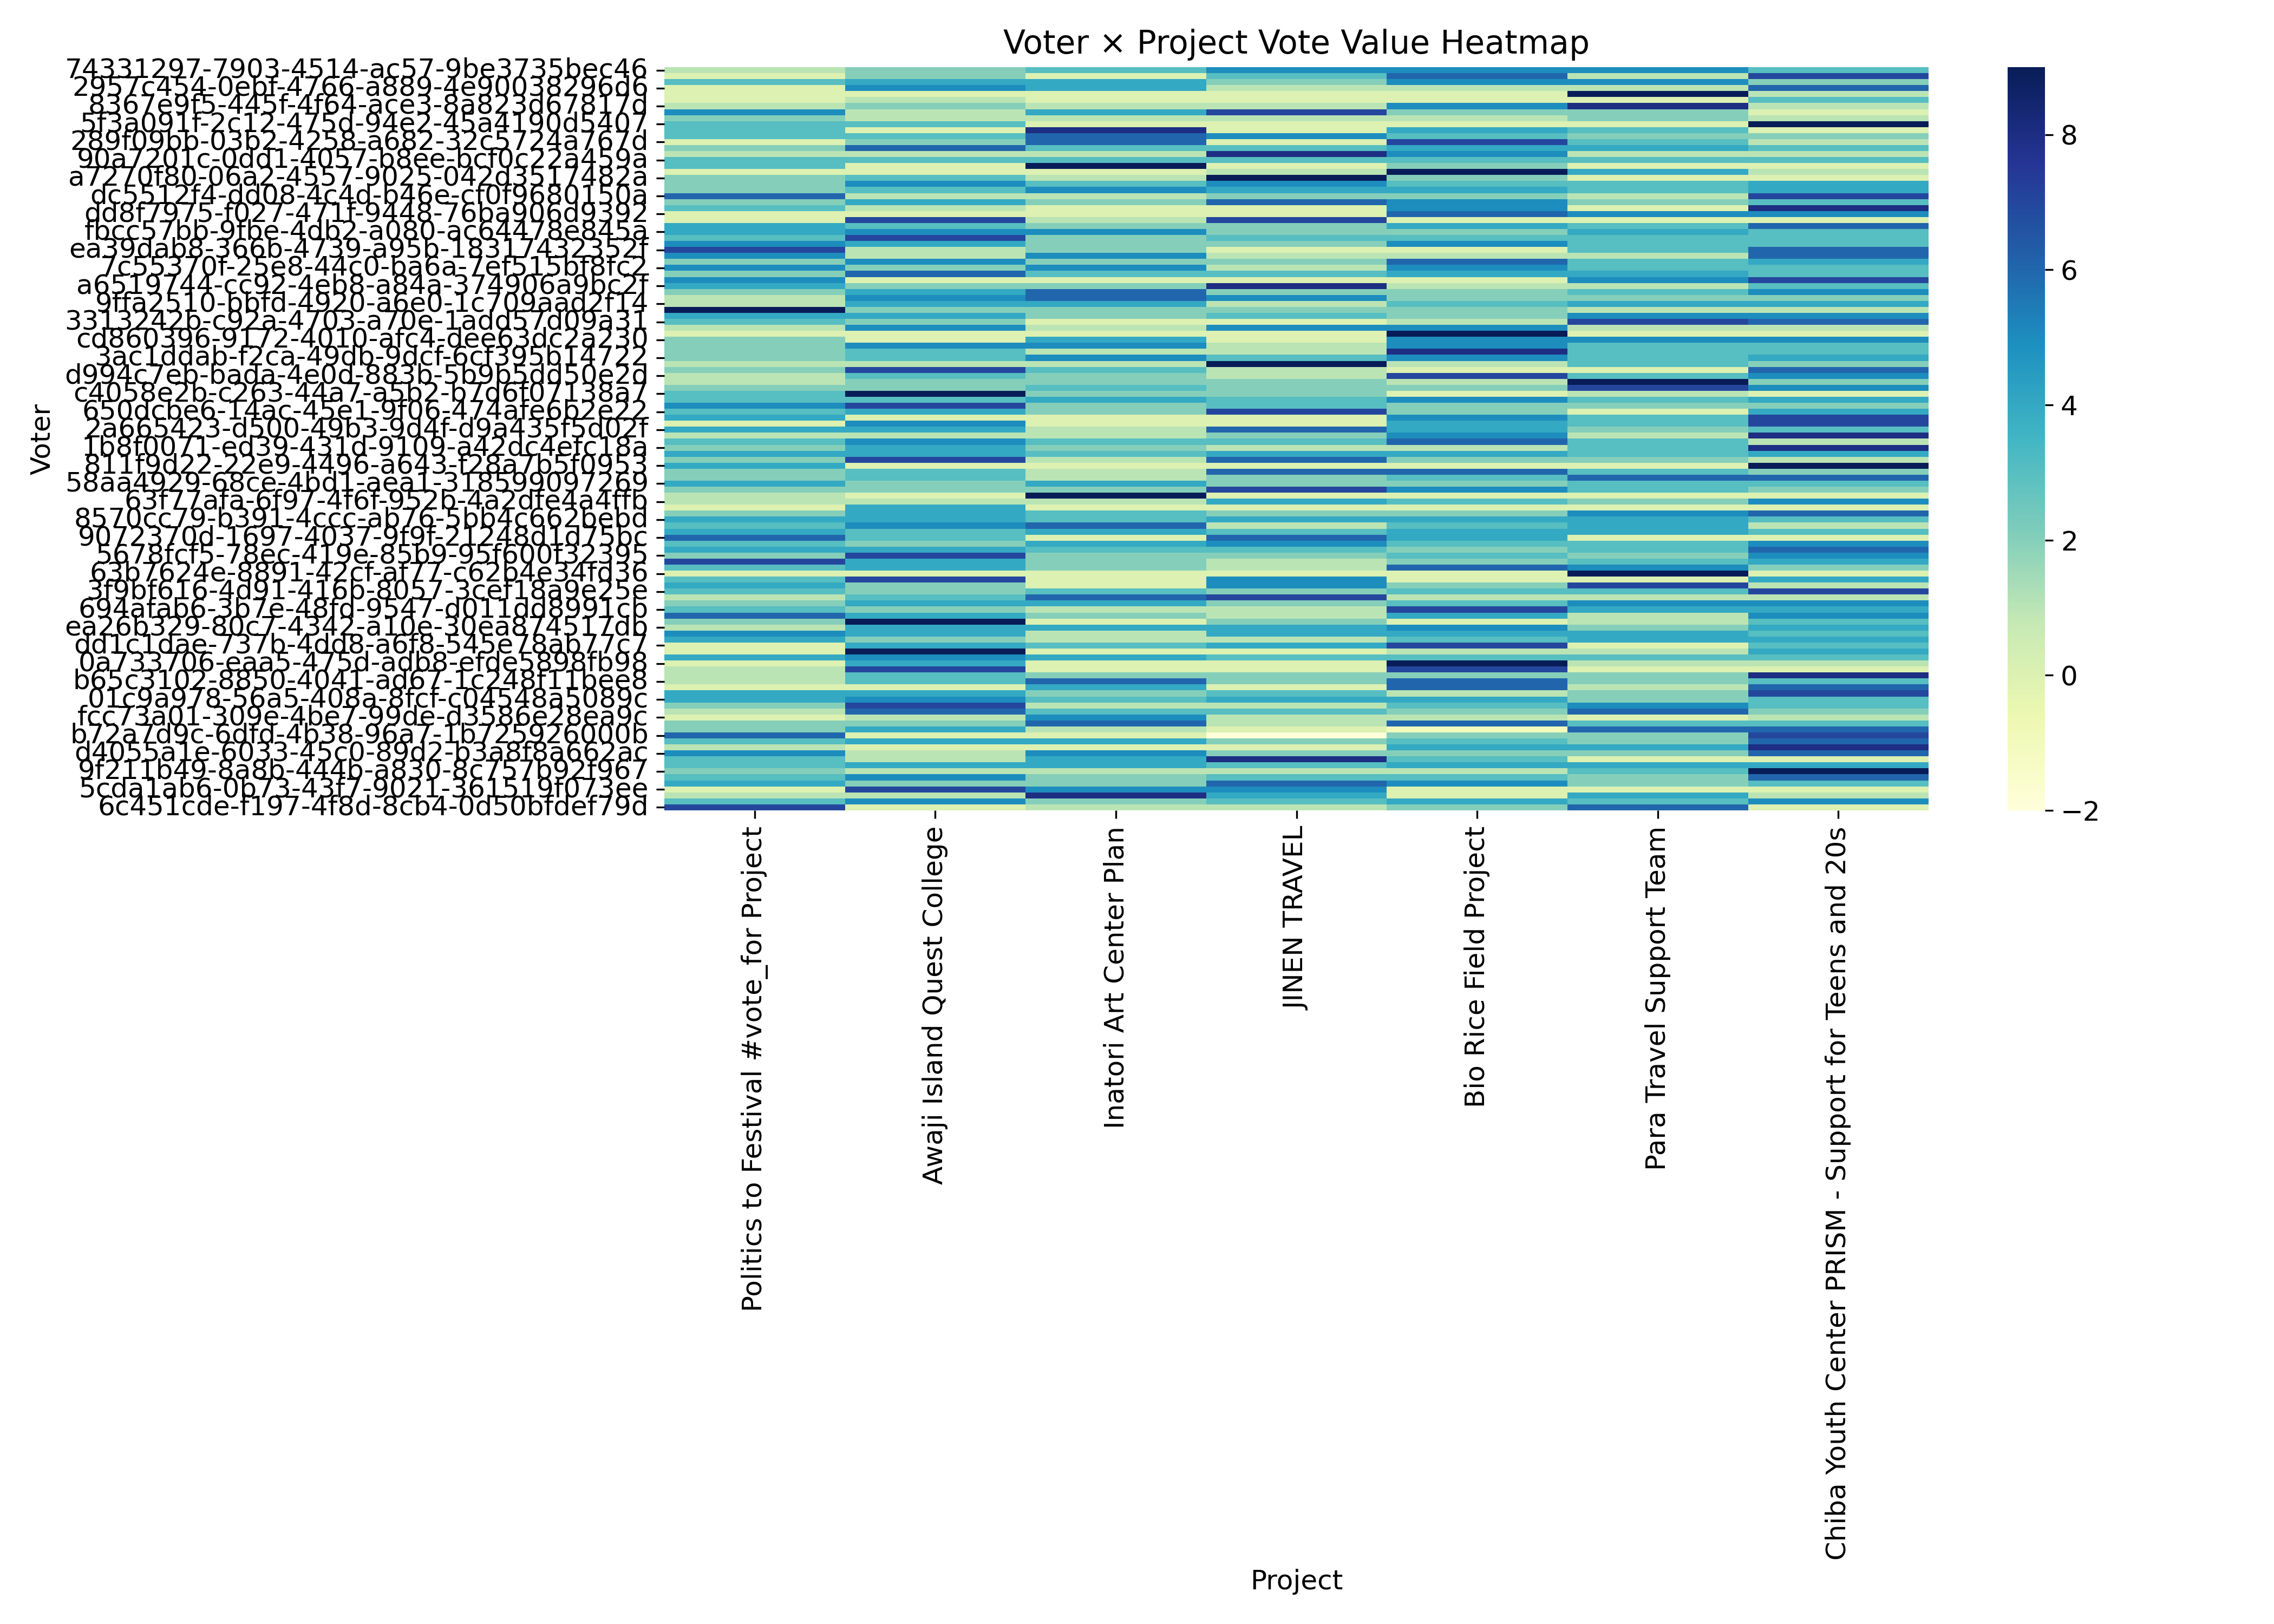 Voter × Project Vote Value Heatmap
Voter
74331297-7903-4514-ac57-9be3735bec46
2957c454-0ebf-4766-a889-4e90038296d6
8367e9f5-445f-4f64-ace3-8a823d67817d
5f3a091f-2c12-475d-94e2-45a4190d5407
289f09bb-03b2-4258-a682-32c5724a767d
90a7201c-0dd1-4057-b8ee-bcf0c22a459a
a7270f80-06a2-4557-9025-042d3517482a
dc5512f4-dd08-4c4d-b46e-cf0f9680150a
dd8f7975-f027-471f-9448-76ba906d9392
fbcc57bb-9fbe-4db2-a080-ac64478e845a
ea39dab8-366b-4739-a95b-18317432352f
7c55370f-25e8-44c0-ba6a-7ef515bf8fc2
a6519744-cc92-4eb8-a84a-374906a9bc2f
9ffa2510-bbfd-4920-a6e0-1c709aad2f14
3313242b-c92a-4703-a70e-1add57d09a31
cd860396-9172-4010-afc4-dee63dc2a230
3ac1ddab-f2ca-49db-9dcf-6cf395b14722
d994c7eb-bada-4e0d-883b-5b9b5dd50e2d
c4058e2b-c263-44a7-a5b2-b7d6f07138a7
650dcbe6-14ac-45e1-9f06-474afe6b2e22
2a665423-d500-49b3-9d4f-d9a435f5d02f
1b8f0071-ed39-431d-9109-a42dc4efc18a
811f9d22-22e9-4496-a643-f28a7b5f0953
58aa4929-68ce-4bd1-aea1-318599097269
63f77afa-6f97-4f6f-952b-4a2dfe4a4ffb
8570cc79-b391-4ccc-ab76-5bb4c662bebd
9072370d-1697-4037-9f9f-21248d1d75bc
5678fcf5-78ec-419e-85b9-95f600f32395
63b7624e-8891-42cf-af77-c62b4e34fd36
3f9bf616-4d91-416b-8057-3cef18a9e25e
694afab6-3b7e-48fd-9547-d011dd8991cb
ea26b329-80c7-4342-a10e-30ea874517db
dd1c1dae-737b-4dd8-a6f8-545e78ab77c7
0a733706-eaa5-475d-adb8-efde5898fb98
b65c3102-8850-4041-ad67-1c248f11bee8
01c9a978-56a5-408a-8fcf-c04548a5089c
fcc73a01-309e-4be7-99de-d3586e28ea9c
b72a7d9c-6dfd-4b38-96a7-1b725926000b
d4055a1e-6033-45c0-89d2-b3a8f8a662ac
9f211b49-8a8b-444b-a830-8c757b92f967
5cda1ab6-0b73-43f7-9021-361519f073ee
6c451cde-f197-4f8d-8cb4-0d50bfdef79d
Politics to Festival #vote_for Project
Awaji Island Quest College
Inatori Art Center Plan
JINEN TRAVEL
Bio Rice Field Project
Para Travel Support Team
Chiba Youth Center PRISM - Support for Teens and 20s
Project
8
6
4
2
0
−2